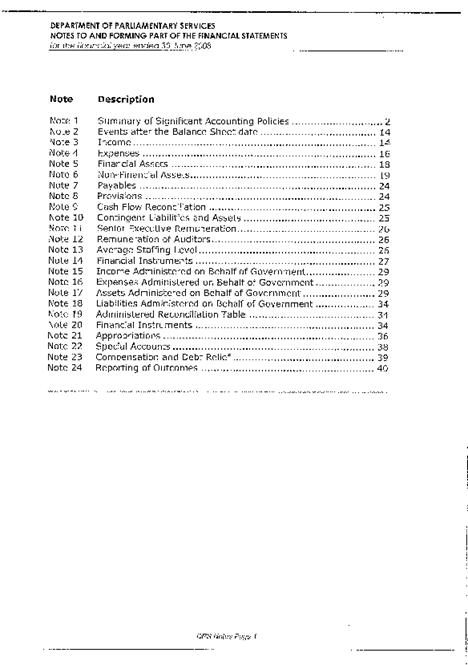 DEPARTMENT OF PARLIAMENTARY SERVICES
NOTES TO AND FORMING PART OF THE FINANCIAL STATEMENTS
for the financial year ended 30 June 2008
Note Description
Note 1 Summary of Significant Accounting Policies ............................ 2
Note 2 Events after the Balance Sheet date ................................... 14
Note 3 Income ......................................................................... 14
Note 4 Expenses ...................................................................... 16
Note 5 Financial Assets ............................................................. 18
Note 6 Non-Financial Assets....................................................... 19
Note 7 Payables ....................................................................... 24
Note 8 Provisions ..................................................................... 24
Note 9 Cash Flow Reconciliation .................................................. 25
Note 10 Contingent Liabilities and Assets ........................................ 25
Note 11 Senior Executive Remuneration.......................................... 26
Note 12 Remuneration of Auditors.................................................. 26
Note 13 Average Staffing Level...................................................... 26
Note 14 Financial Instruments ....................................................... 27
Note 15 Income Administered on Behalf of Government..................... 29
Note 16 Expenses Administered on Behalf of Government .................. 29
Note 17 Assets Administered on Behalf of Government ...................... 29
Note 18 Liabilities Administered on Behalf of Government .................. 34
Note 19 Administered Reconciliation Table ....................................... 34
Note 20 Financial Instruments ....................................................... 34
Note 21 Appropriations ................................................................. 36
Note 22 Special Accounts .............................................................. 38
Note 23 Compensation and Debt Relief ........................................... 39
Note 24 Reporting of Outcomes ..................................................... 40
DPS Notes Page 1